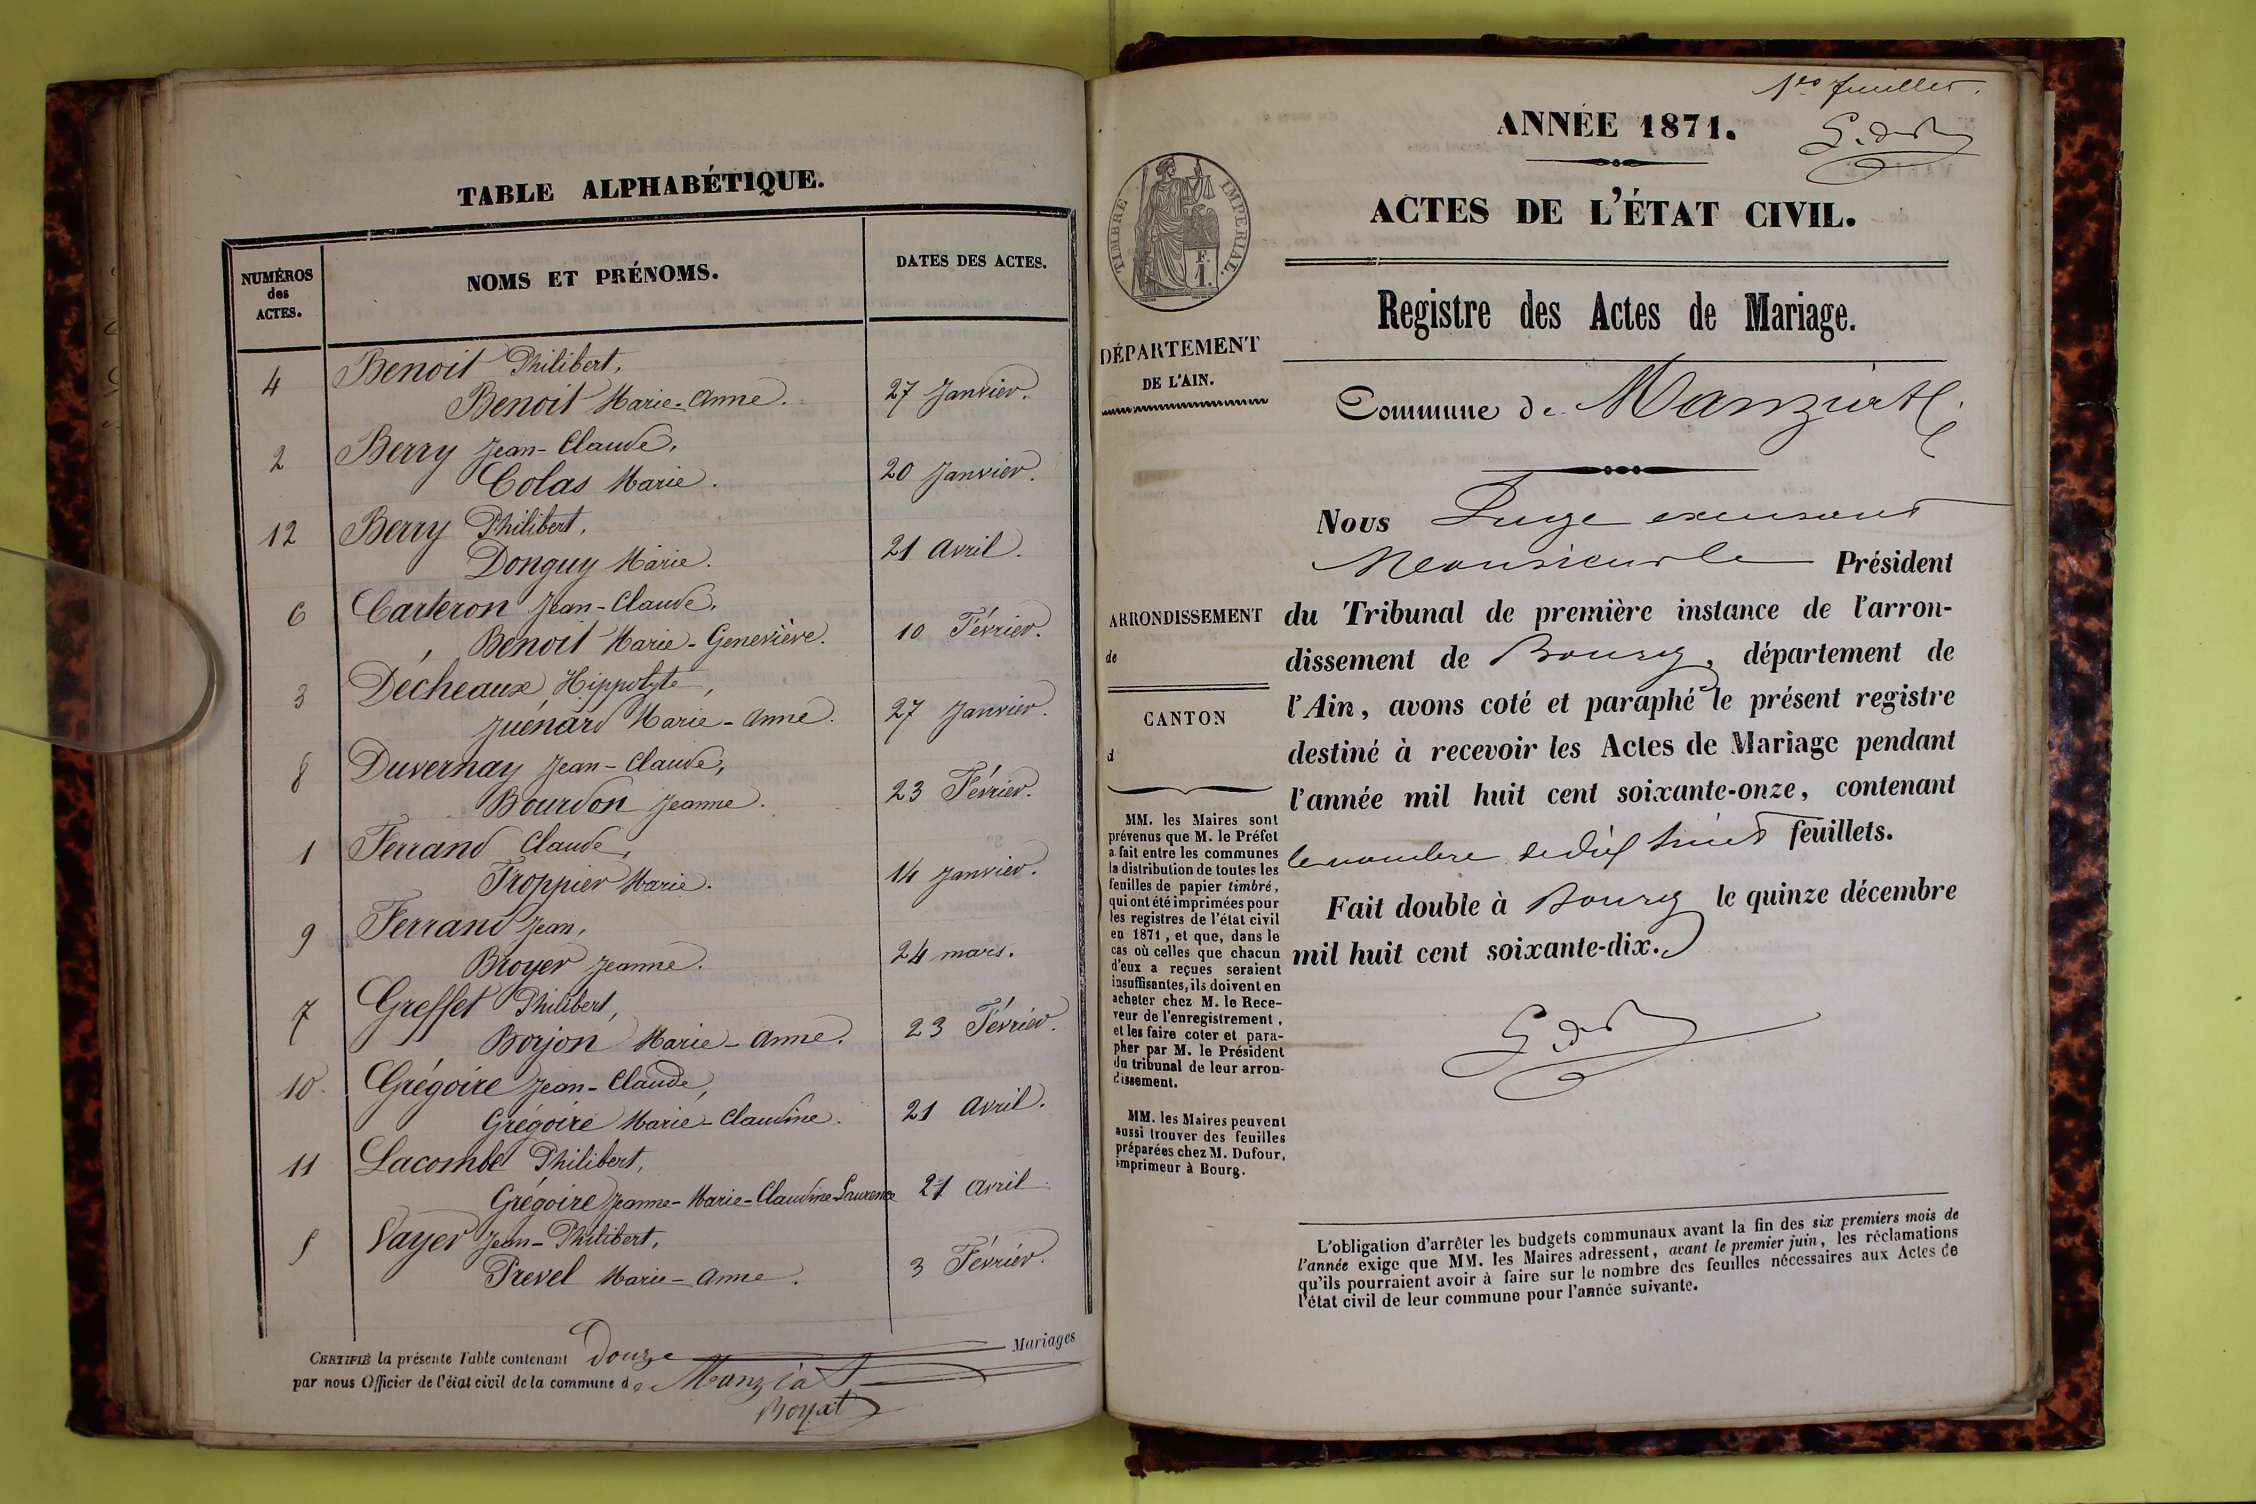 TABLE ALPHABÉTIQUE.
NUMÉROS
des
ACTES.
NOMS ET PRÉNOMS.
DATES DES ACTES.
4 Benoit Philibert,
Benoit Marie-Anne. 27 Janvier.
2 Berry Jean-Claude,
Colas Marie. 20 Janvier.
12 Berry Philibert,
Donguy Marie. 21 Avril.
6 Carteron Jean-Claude,
Benoit Marie-Geneviève. 10 Février.
3 Décheaux Hippolyte,
Juénard Marie-Anne. 27 Janvier.
8 Duvernay Jean-Claude,
Bourdon Jeanne. 23 Février.
1 Ferrand Claude,
Troppier Marie. 14 Janvier.
9 Ferrand Jean,
Broyer Jeanne. 24 mars.
7 Greffet Philibert,
Borjon Marie-Anne. 23 Février.
10 Grégoire Jean-Claude,
Grégoire Marie-Claudine. 21 Avril.
11 Lacombe Philibert,
Grégoire Jeanne-Marie-Claudine-Laurence 21 Avril
5 Vayer Jean-Philibert,
Prevel Marie-Anne. 3 Février.
CERTIFIÉ la présente Table contenant Douze Mariages
par nous Officier de l'état civil de la commune de Manziat
Boyat
1er feuillet.
ANNÉE 1871.
ACTES DE L'ÉTAT CIVIL.
TIMBRE IMPÉRIAL.
F.
1.
Registre des Actes de Mariage.
DÉPARTEMENT
DE L'AIN.
Commune de Manziat
Nous Juge
Monsieur le Président
du Tribunal de première instance de l'arron-
dissement de Bourg, département de
l'Ain, avons coté et paraphé le présent registre
destiné à recevoir les Actes de Mariage pendant
l'année mil huit cent soixante-onze, contenant
le nombre de dix huit feuillets.
Fait double à Bourg le quinze décembre
mil huit cent soixante-dix.
ARRONDISSEMENT
de
CANTON
d
MM. les Maires sont
prévenus que M. le Préfet
a fait entre les communes
la distribution de toutes les
feuilles de papier timbré,
qui ont été imprimées pour
les registres de l'état civil
en 1871, et que, dans le
cas où celles que chacun
d'eux a reçues seraient
insuffisantes, ils doivent en
acheter chez M. le Rece-
veur de l'enregistrement,
et les faire coter et para-
pher par M. le Président
du tribunal de leur arron-
dissement.
MM. les Maires peuvent
aussi trouver des feuilles
préparées chez M. Dufour,
imprimeur à Bourg.
L'obligation d'arrêter les budgets communaux avant la fin des six premiers mois de
l'année exige que MM. les Maires adressent, avant le premier juin, les réclamations
qu'ils pourraient avoir à faire sur le nombre des feuilles nécessaires aux Actes de
l'état civil de leur commune pour l'année suivante.